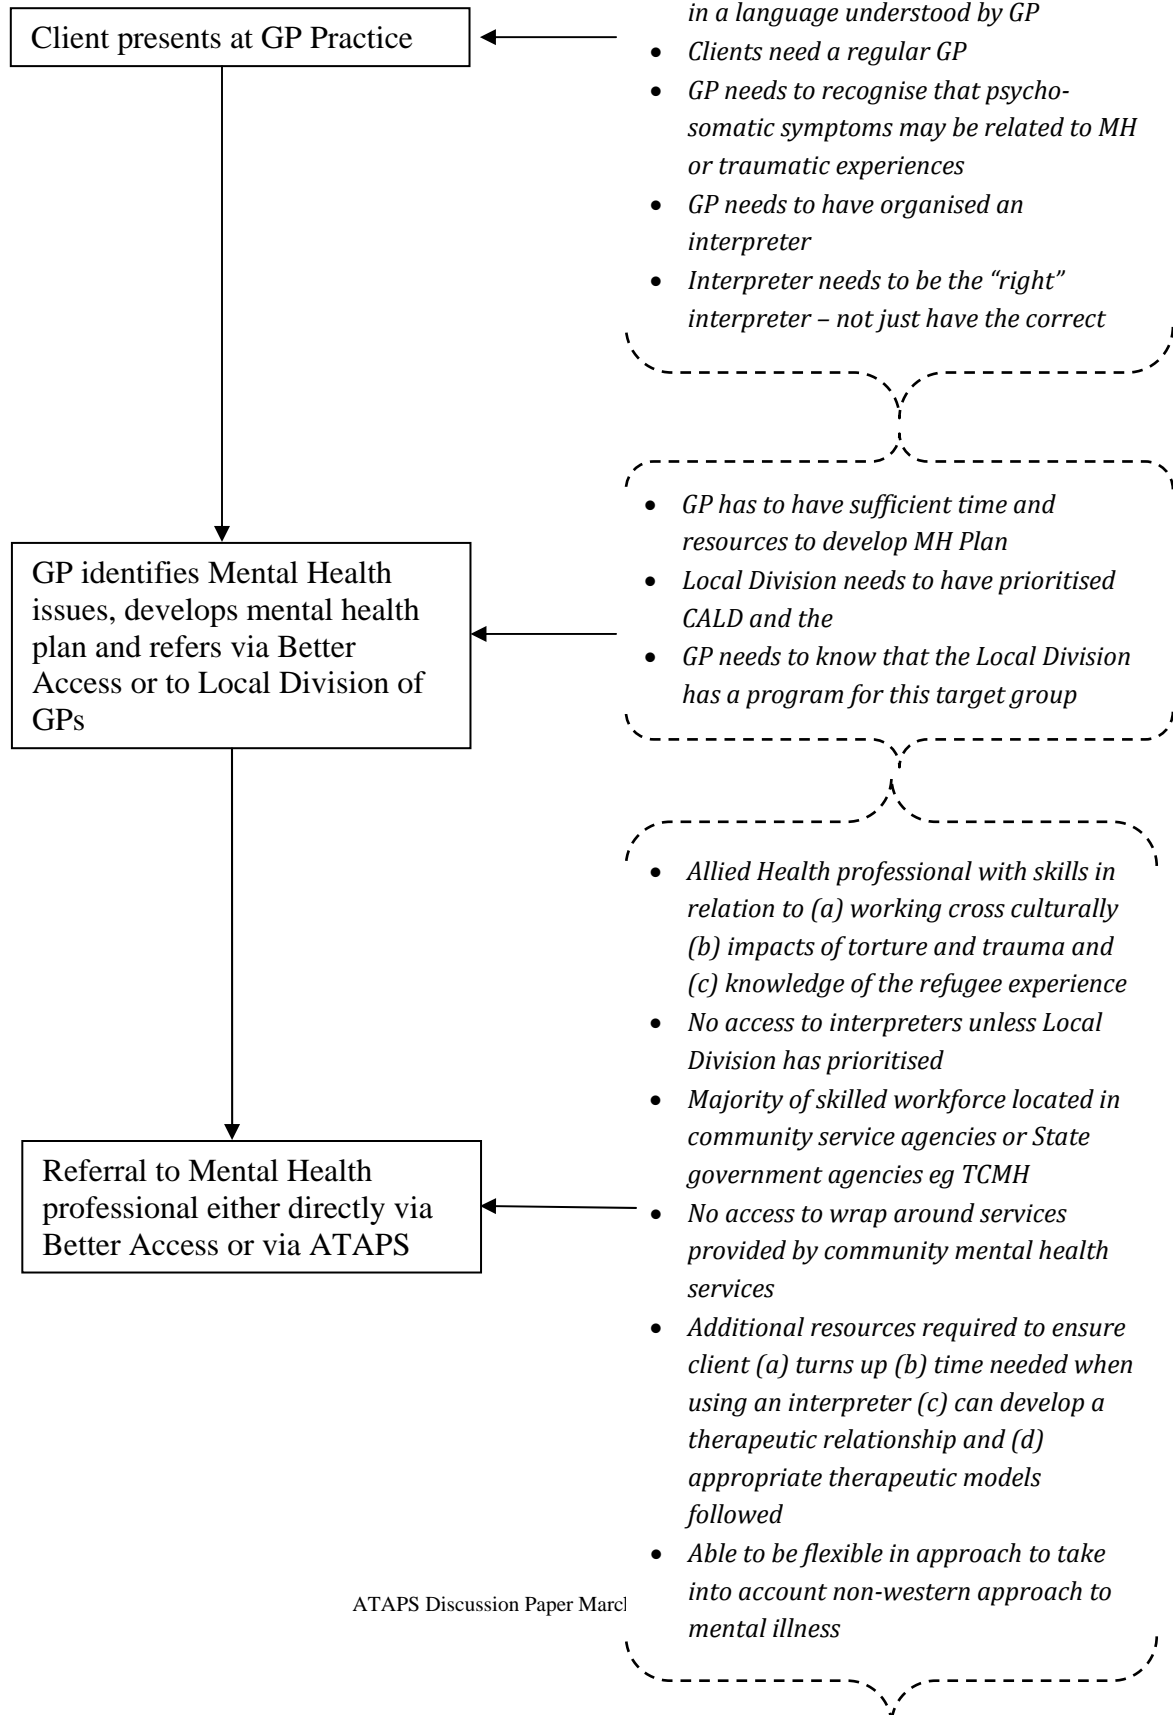 Client presents at GP Practice
in a language understood by GP
• Clients need a regular GP
• GP needs to recognise that psycho-
somatic symptoms may be related to MH
or traumatic experiences
• GP needs to have organised an
interpreter
• Interpreter needs to be the “right”
interpreter – not just have the correct
GP identifies Mental Health
issues, develops mental health
plan and refers via Better
Access or to Local Division of
GPs
• GP has to have sufficient time and
resources to develop MH Plan
• Local Division needs to have prioritised
CALD and the
• GP needs to know that the Local Division
has a program for this target group
Referral to Mental Health
professional either directly via
Better Access or via ATAPS
• Allied Health professional with skills in
relation to (a) working cross culturally
(b) impacts of torture and trauma and
(c) knowledge of the refugee experience
• No access to interpreters unless Local
Division has prioritised
• Majority of skilled workforce located in
community service agencies or State
government agencies eg TCMH
• No access to wrap around services
provided by community mental health
services
• Additional resources required to ensure
client (a) turns up (b) time needed when
using an interpreter (c) can develop a
therapeutic relationship and (d)
appropriate therapeutic models
followed
• Able to be flexible in approach to take
into account non-western approach to
mental illness
ATAPS Discussion Paper